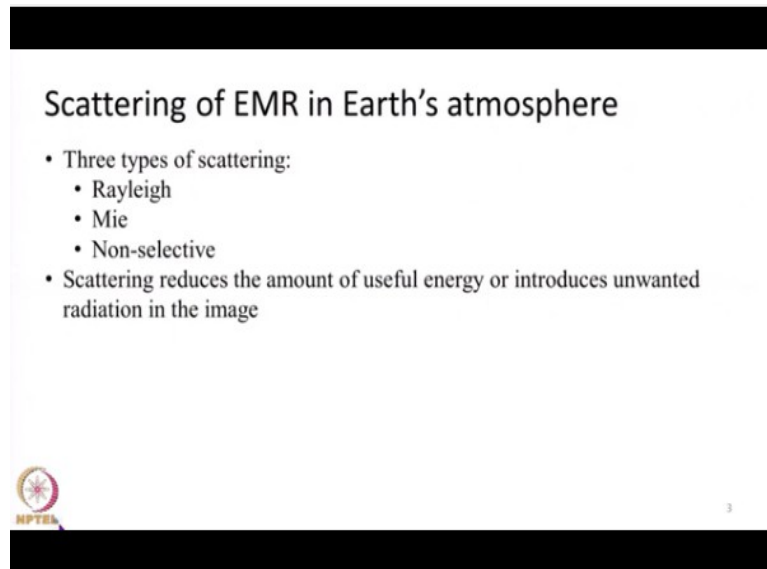 Scattering of EMR in Earth's atmosphere
• Three types of scattering:
• Rayleigh
• Mie
• Non-selective
• Scattering reduces the amount of useful energy or introduces unwanted
radiation in the image
NPTEL
3